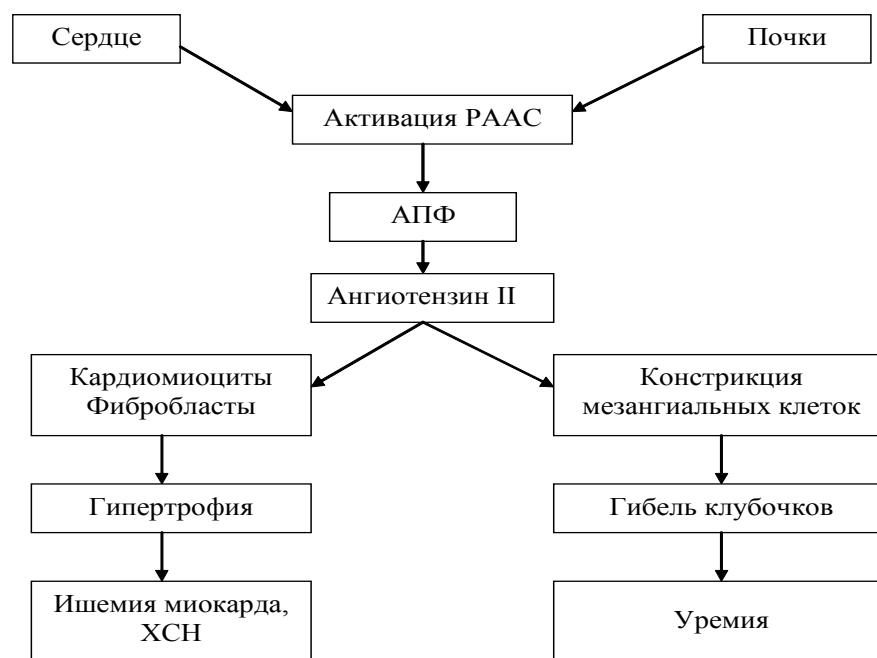 Сердце
Почки
Активация РААС
АПФ
Ангиотензин II
Кардиомиоциты
Фибробласты
Констрикция
мезангиальных клеток
Гипертрофия
Гибель клубочков
Ишемия миокарда,
ХСН
Уремия